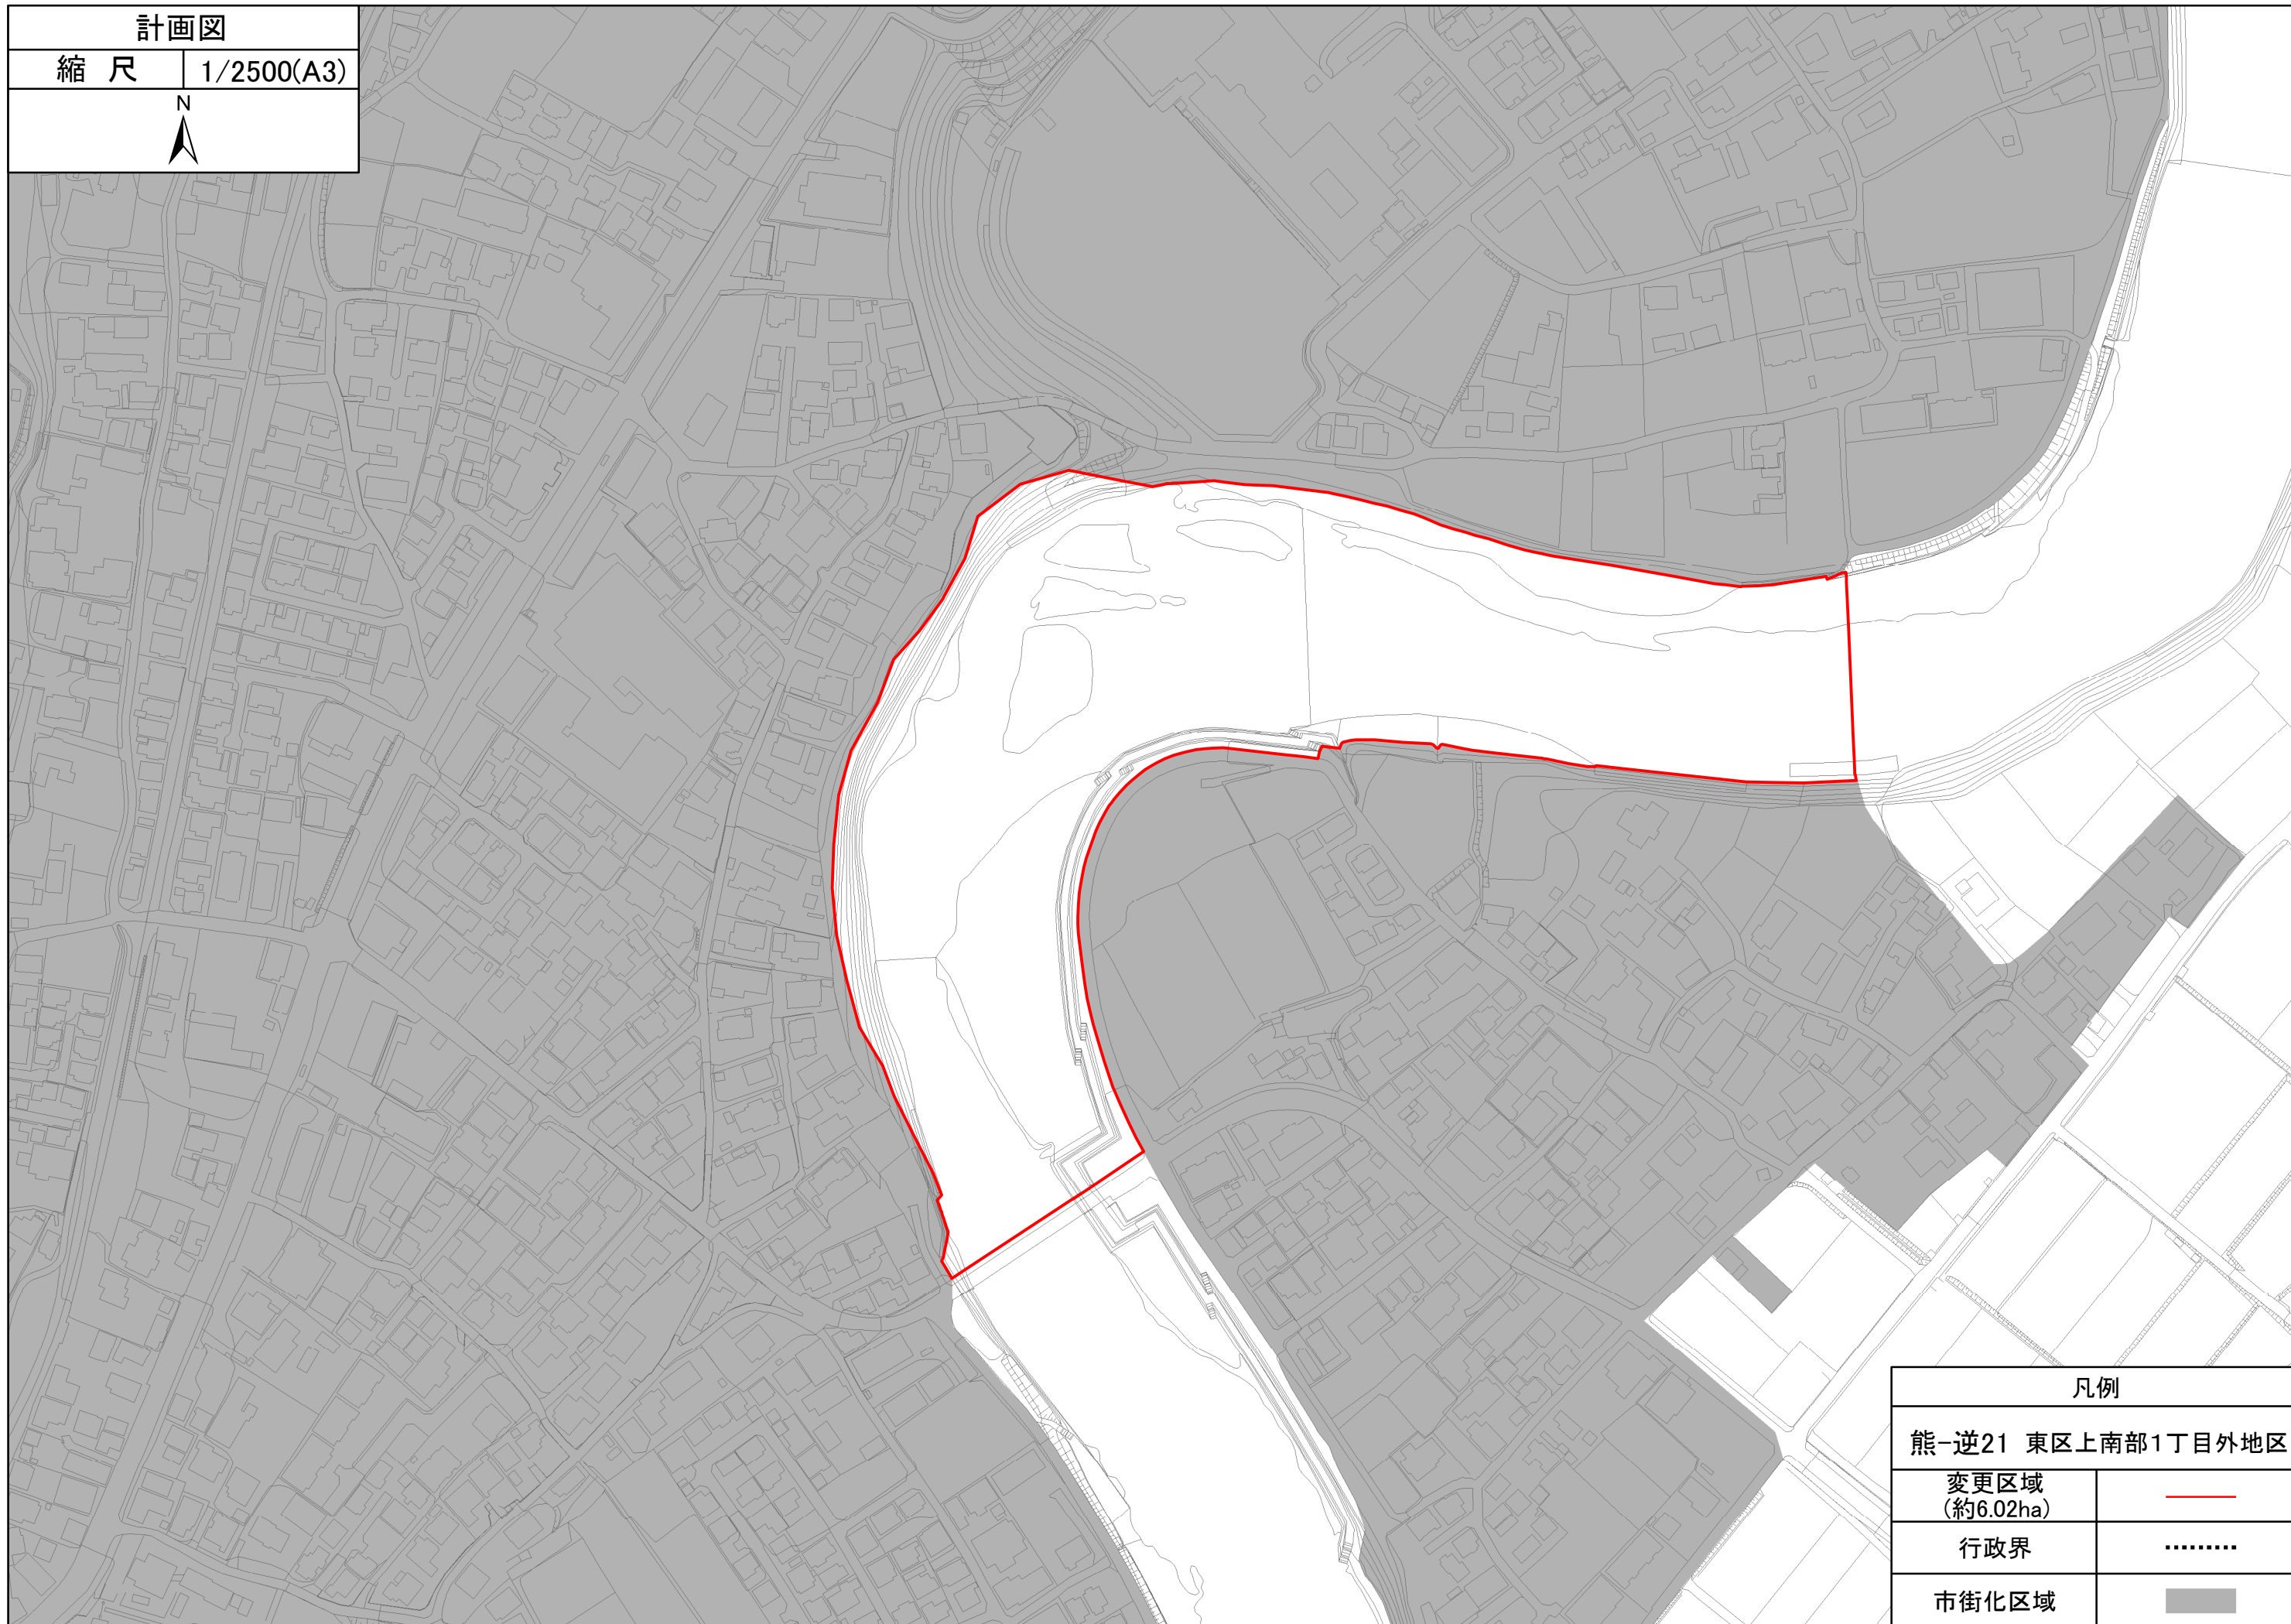 計画図
縮 尺 1/2500(A3)
N
凡例
熊-逆21 東区上南部1丁目外地区
変更区域
(約6.02ha)
行政界
市街化区域